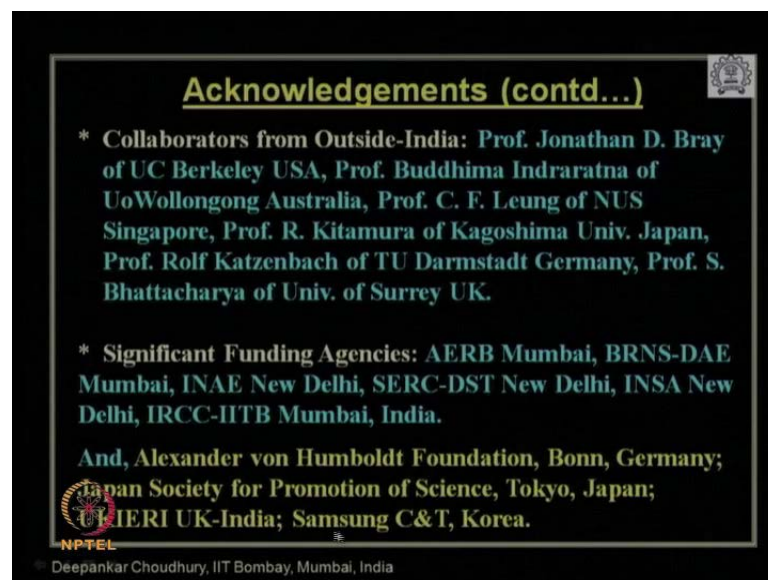 Acknowledgements (contd...)
* Collaborators from Outside-India: Prof. Jonathan D. Bray
of UC Berkeley USA, Prof. Buddhima Indraratna of
UoWollongong Australia, Prof. C. F. Leung of NUS
Singapore, Prof. R. Kitamura of Kagoshima Univ. Japan,
Prof. Rolf Katzenbach of TU Darmstadt Germany, Prof. S.
Bhattacharya of Univ. of Surrey UK.
* Significant Funding Agencies: AERB Mumbai, BRNS-DAE
Mumbai, INAE New Delhi, SERC-DST New Delhi, INSA New
Delhi, IRCC-IITB Mumbai, India.
And, Alexander von Humboldt Foundation, Bonn, Germany;
Japan Society for Promotion of Science, Tokyo, Japan;
UKIERI UK-India; Samsung C&T, Korea.
NPTEL
Deepankar Choudhury, IIT Bombay, Mumbai, India